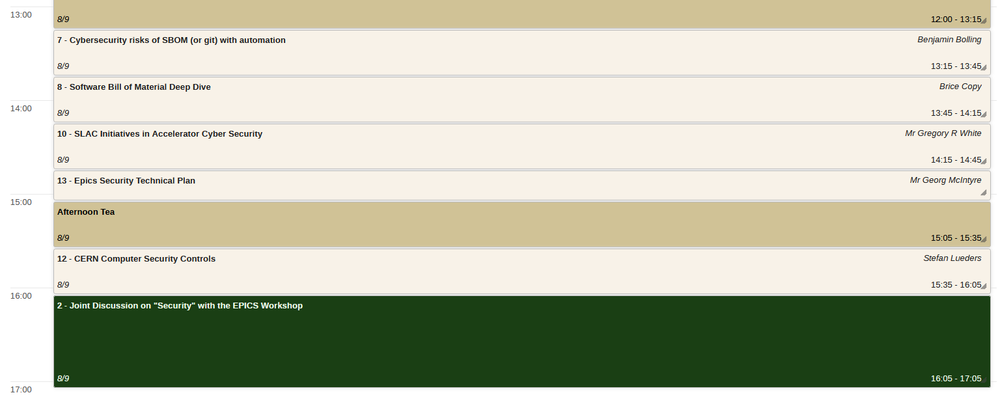 13:00
8/9 12:00 - 13:15
7 - Cybersecurity risks of SBOM (or git) with automation Benjamin Bolling
8/9 13:15 - 13:45
8 - Software Bill of Material Deep Dive Brice Copy
14:00
8/9 13:45 - 14:15
10 - SLAC Initiatives in Accelerator Cyber Security Mr Gregory R White
8/9 14:15 - 14:45
13 - Epics Security Technical Plan Mr Georg McIntyre
15:00
Afternoon Tea
8/9 15:05 - 15:35
12 - CERN Computer Security Controls Stefan Lueders
8/9 15:35 - 16:05
16:00
2 - Joint Discussion on "Security" with the EPICS Workshop
8/9 16:05 - 17:05
17:00